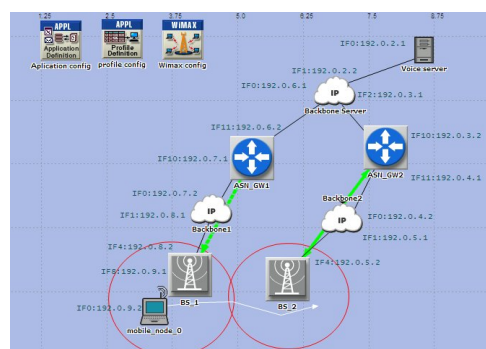 1.25 2.5 3.75 5.0 6.25 7.5 8.75
APPL APPL WiMAX
Application Definition
Profile Definition
Aplication config profile config Wimax config
IF0:192.0.2.1
Voice server
IF1:192.0.2.2
IF0:192.0.6.1
IP
IF2:192.0.3.1
Backbone Server
IF11:192.0.6.2
IF10:192.0.3.2
IF10:192.0.7.1
ASN_GW1
ASN_GW2
IF11:192.0.4.1
IF0:192.0.7.2
Backbone2
IP
IP
IF0:192.0.4.2
IF1:192.0.8.1
Backbone1
IF1:192.0.5.1
IF4:192.0.8.2
IF4:192.0.5.2
IF8:192.0.9.1
BS_1
BS_2
IF0:192.0.9.2
mobile_node_0